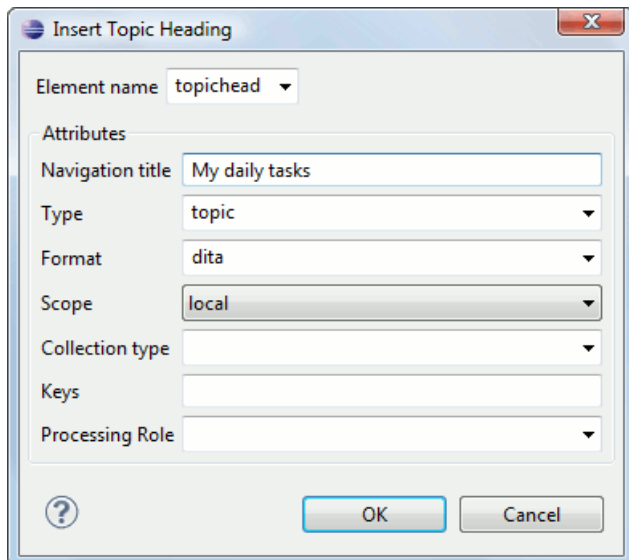 Insert Topic Heading
Element name topichead
Attributes
Navigation title My daily tasks
Type topic
Format dita
Scope local
Collection type
Keys
Processing Role
? OK Cancel